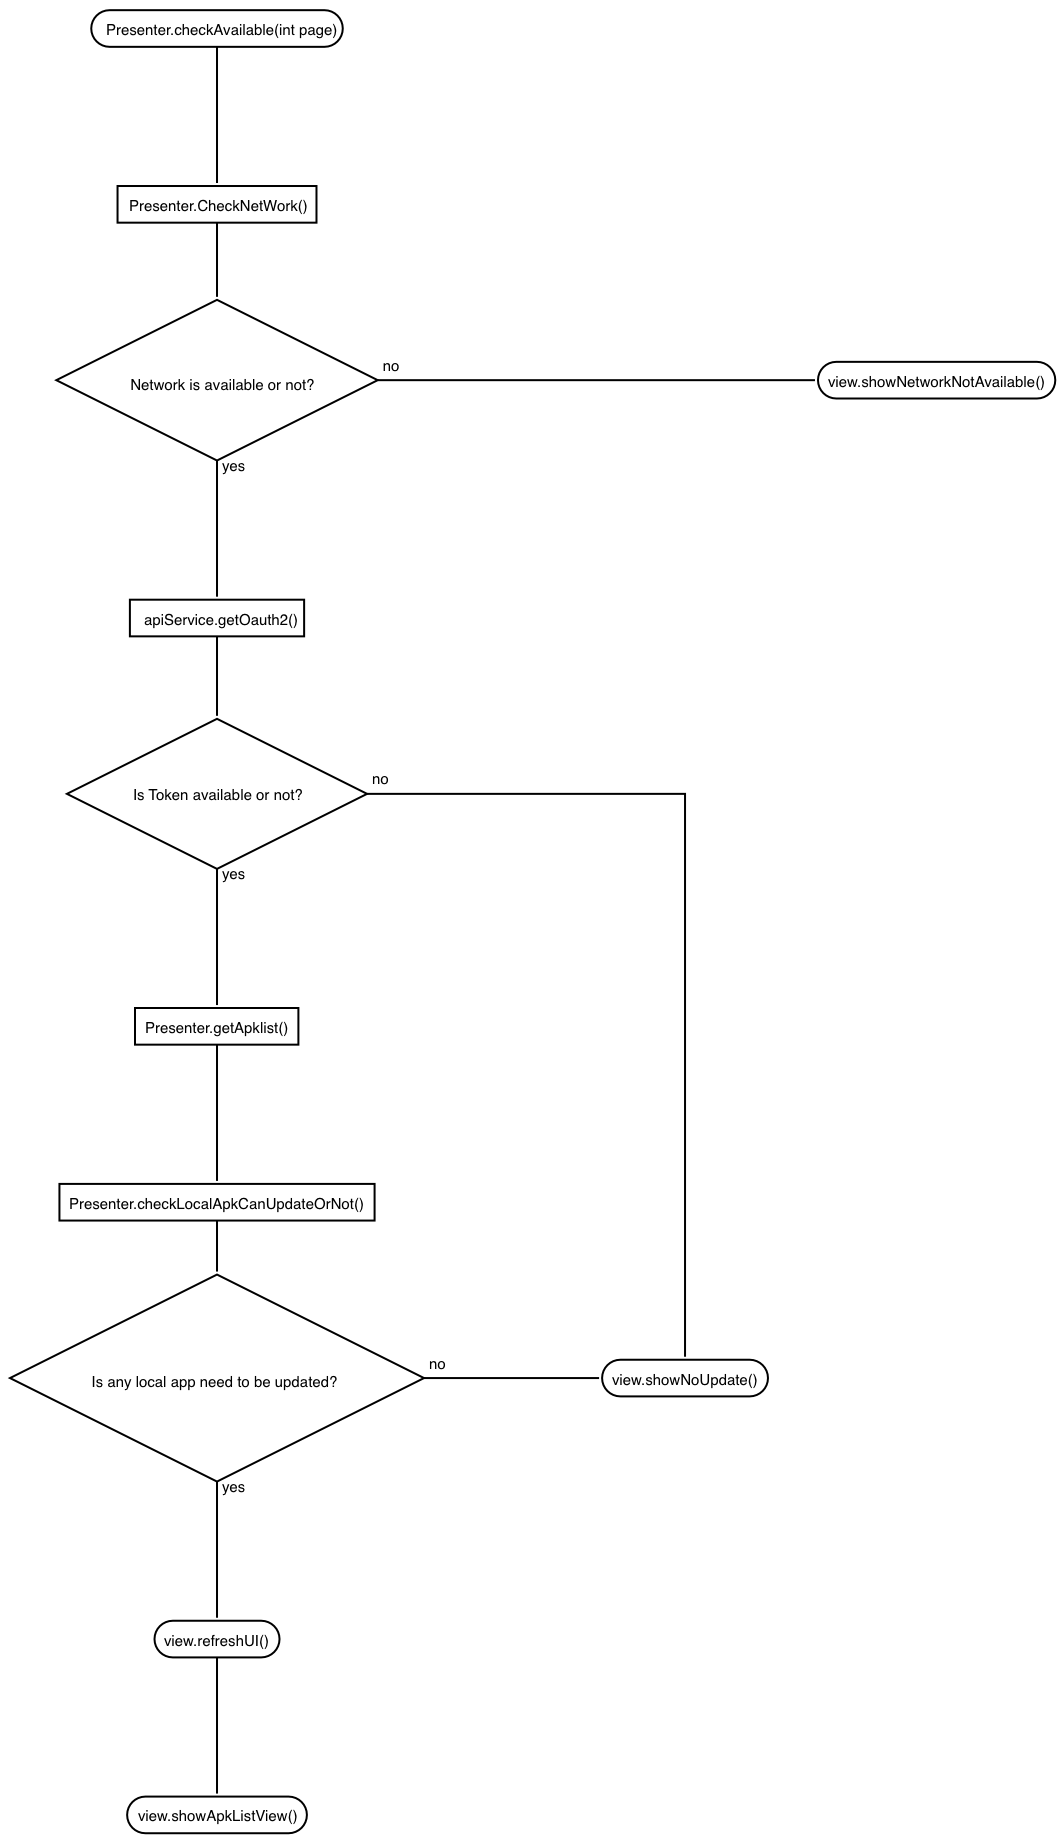 Presenter.checkAvailable(int page)
Presenter.CheckNetWork()
Network is available or not?
no
view.showNetworkNotAvailable()
yes
apiService.getOauth2()
Is Token available or not?
no
yes
Presenter.getApklist()
Presenter.checkLocalApkCanUpdateOrNot()
Is any local app need to be updated?
no
view.showNoUpdate()
yes
view.refreshUI()
view.showApkListView()